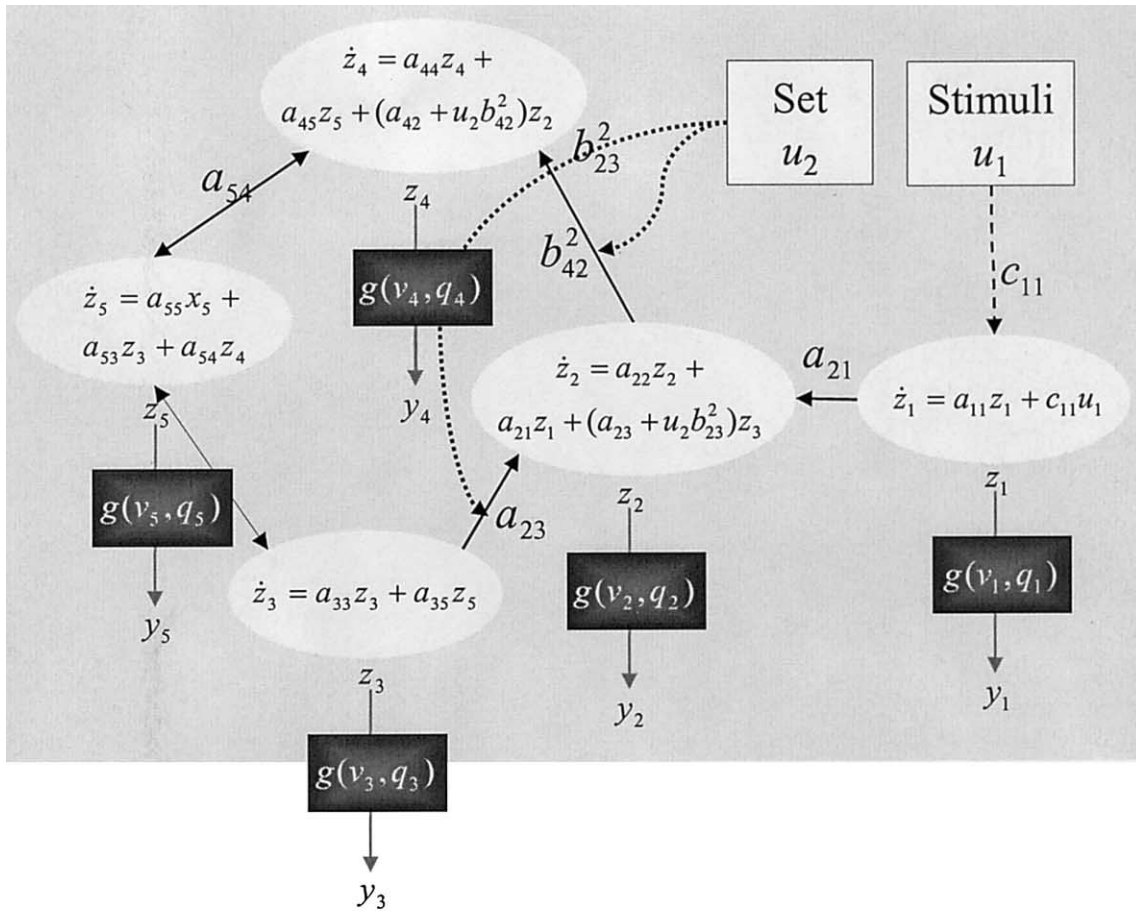 ż₄ = a₄₄z₄ +
a₄₅z₅ + (a₄₂ + u₂b²₄₂)z₂
Set
u₂
Stimuli
u₁
b²₂₃
a₅₄
z₄
b²₄₂
c₁₁
g(v₄, q₄)
ż₅ = a₅₅x₅ +
a₅₃z₃ + a₅₄z₄
a₂₁
ż₂ = a₂₂z₂ +
a₂₁z₁ + (a₂₃ + u₂b²₂₃)z₃
ż₁ = a₁₁z₁ + c₁₁u₁
y₄
z₅
g(v₅, q₅)
a₂₃
z₂
z₁
g(v₂, q₂)
g(v₁, q₁)
ż₃ = a₃₃z₃ + a₃₅z₅
y₅
z₃
y₂
y₁
g(v₃, q₃)
y₃